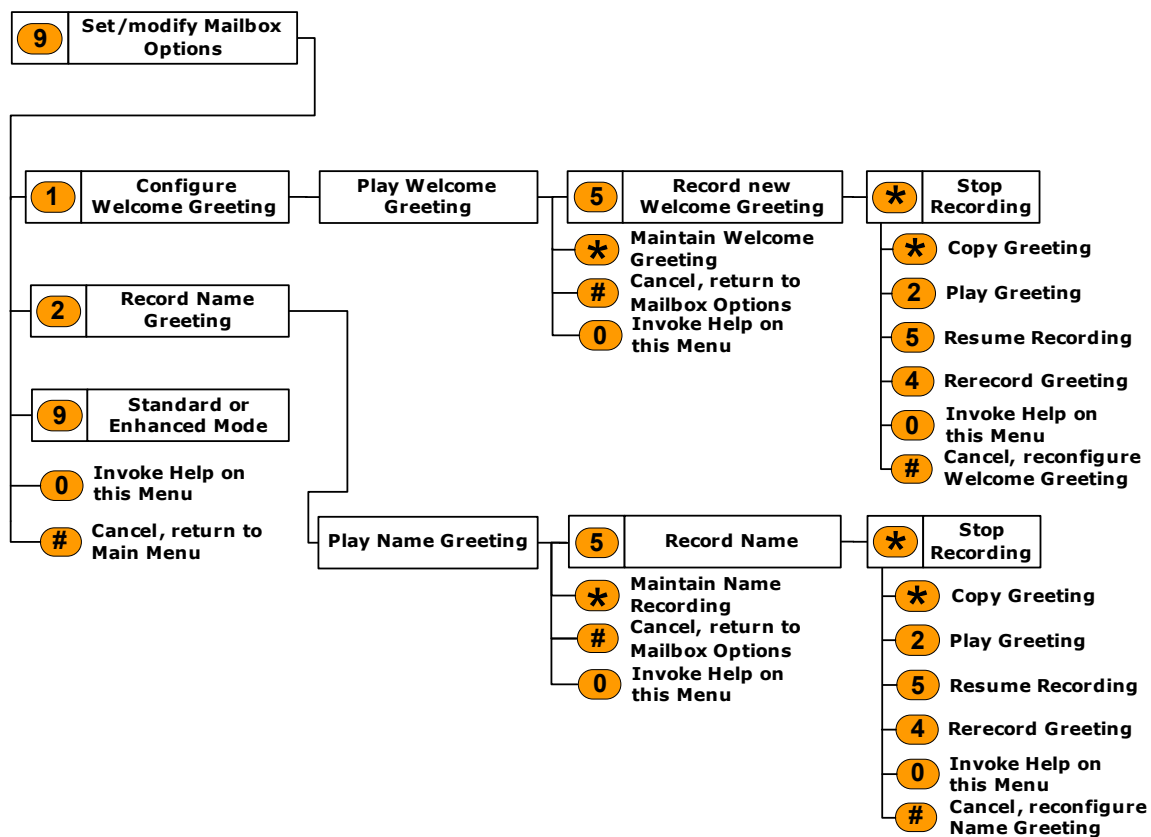 9 Set/modify Mailbox
Options
1 Configure
Welcome Greeting
Play Welcome
Greeting
5 Record new
Welcome Greeting
* Stop
Recording
* Maintain Welcome
Greeting
# Cancel, return to
Mailbox Options
0 Invoke Help on
this Menu
* Copy Greeting
2 Play Greeting
5 Resume Recording
4 Rerecord Greeting
0 Invoke Help on
this Menu
# Cancel, reconfigure
Welcome Greeting
2 Record Name
Greeting
9 Standard or
Enhanced Mode
0 Invoke Help on
this Menu
# Cancel, return to
Main Menu
Play Name Greeting
5 Record Name
* Stop
Recording
* Maintain Name
Recording
# Cancel, return to
Mailbox Options
0 Invoke Help on
this Menu
* Copy Greeting
2 Play Greeting
5 Resume Recording
4 Rerecord Greeting
0 Invoke Help on
this Menu
# Cancel, reconfigure
Name Greeting